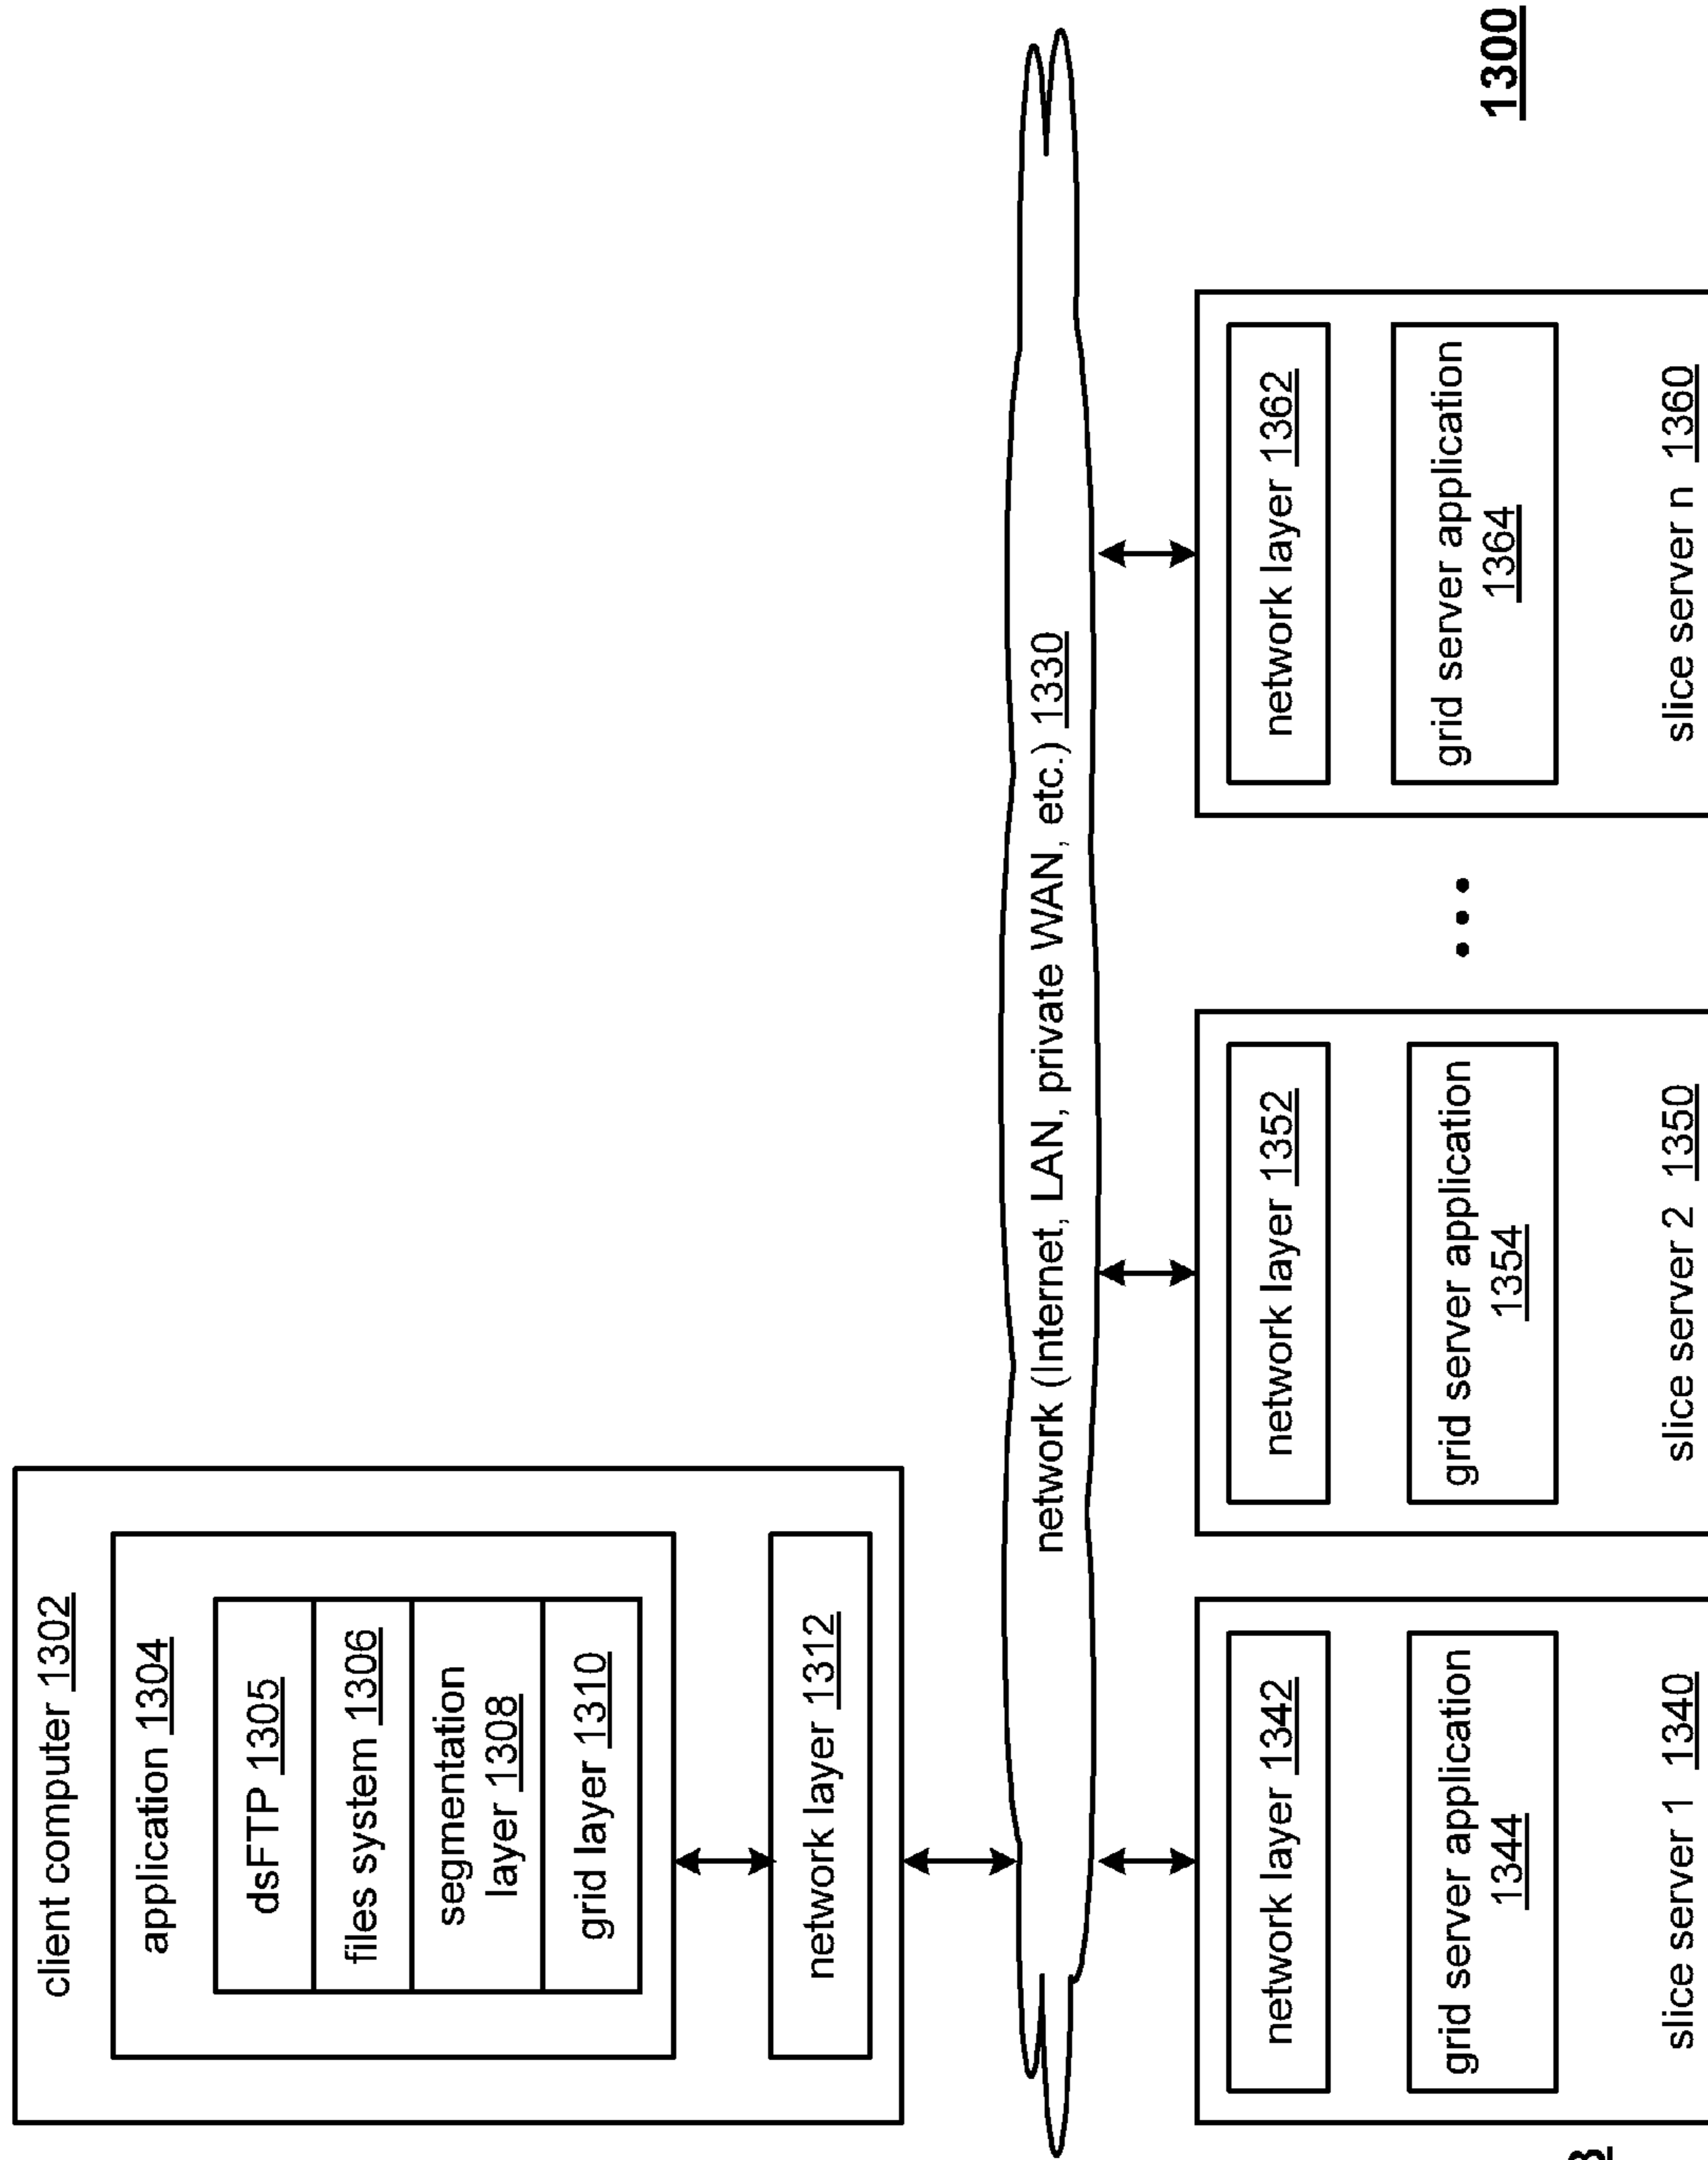 client computer 1302
application 1304
dsFTP 1305
files system 1306
segmentation
layer 1308
grid layer 1310
network layer 1312
network (Internet, LAN, private WAN, etc.) 1330
network layer 1342
grid server application
1344
slice server 1 1340
network layer 1352
grid server application
1354
slice server 2 1350
...
network layer 1362
grid server application
1364
slice server n 1360
1300